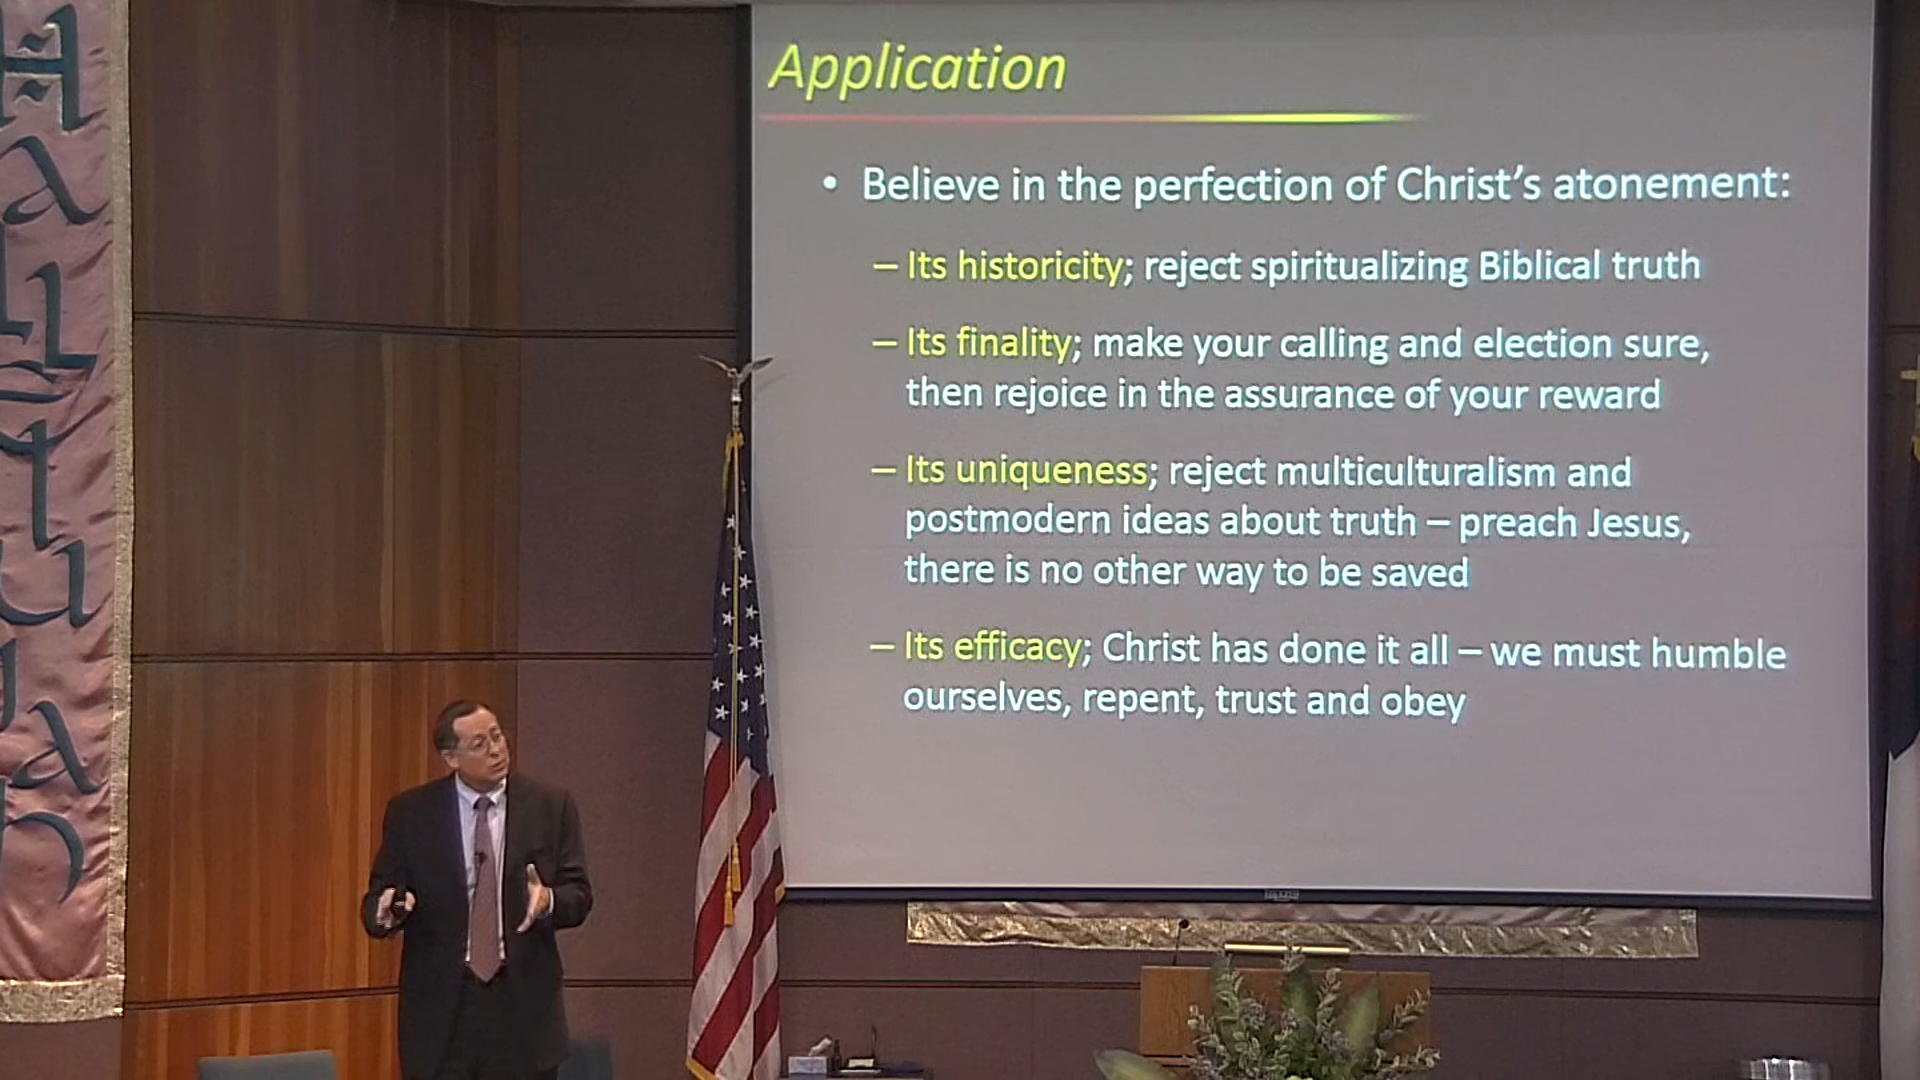 Hallelujah
Application
• Believe in the perfection of Christ's atonement:
– Its historicity; reject spiritualizing Biblical truth
– Its finality; make your calling and election sure,
then rejoice in the assurance of your reward
– Its uniqueness; reject multiculturalism and
postmodern ideas about truth – preach Jesus,
there is no other way to be saved
– Its efficacy; Christ has done it all – we must humble
ourselves, repent, trust and obey